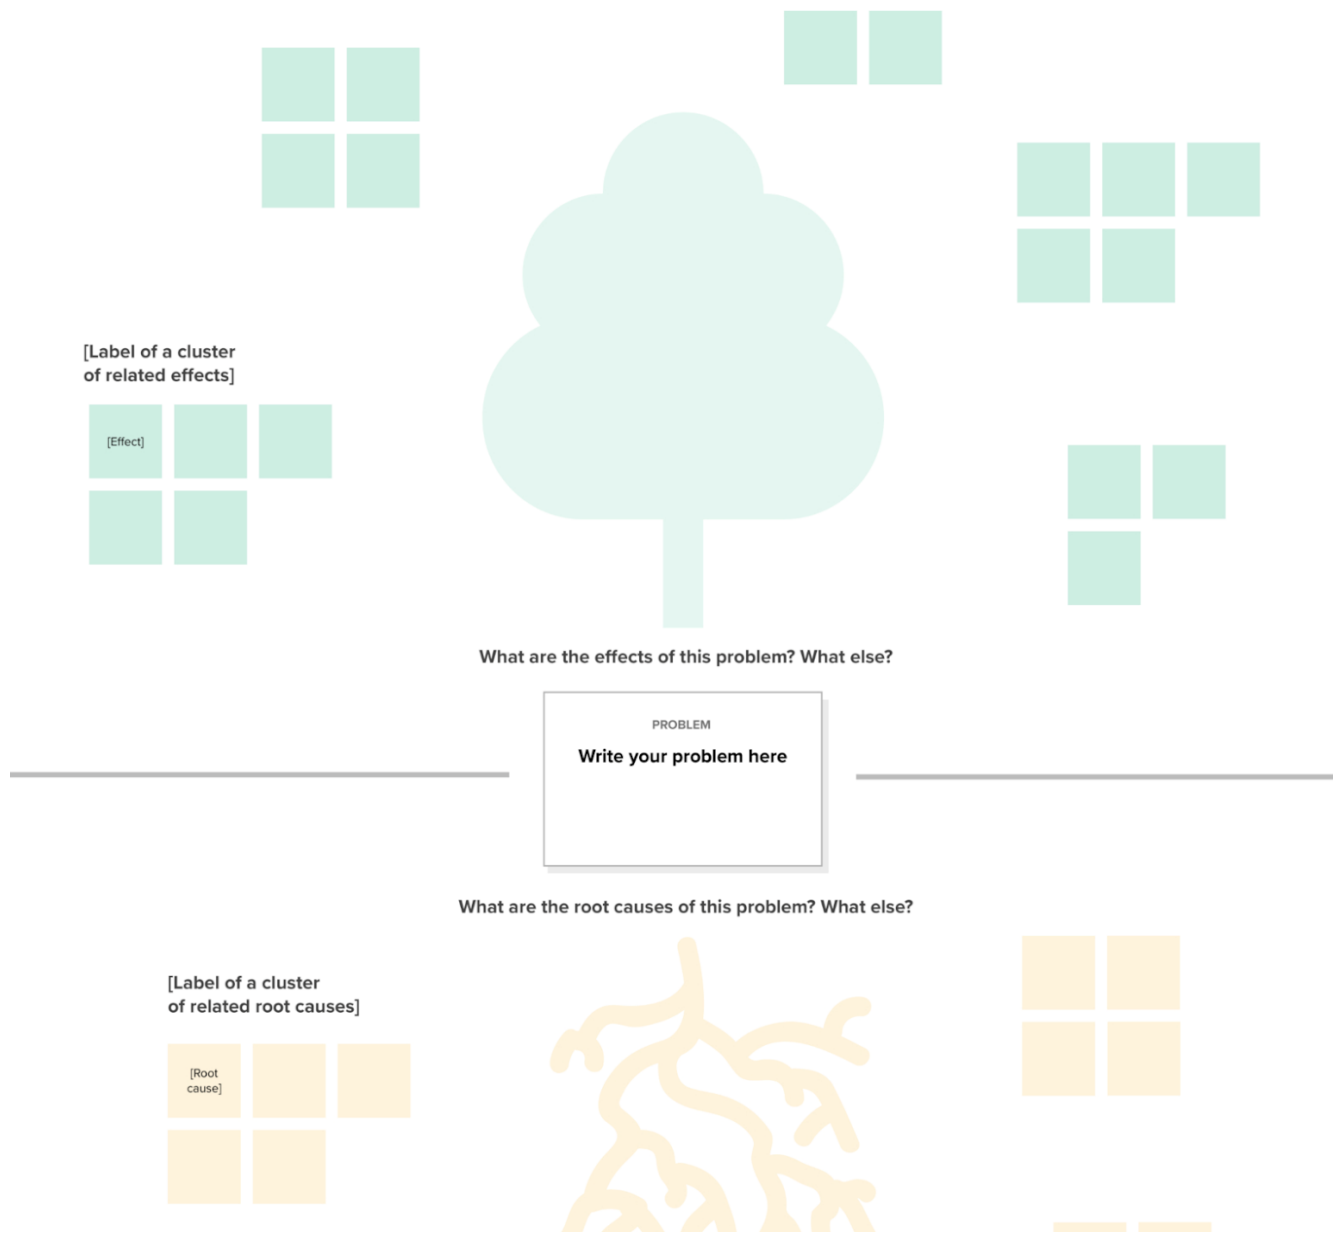 [Label of a cluster
of related effects]
[Effect]
What are the effects of this problem? What else?
PROBLEM
Write your problem here
What are the root causes of this problem? What else?
[Label of a cluster
of related root causes]
[Root
cause]